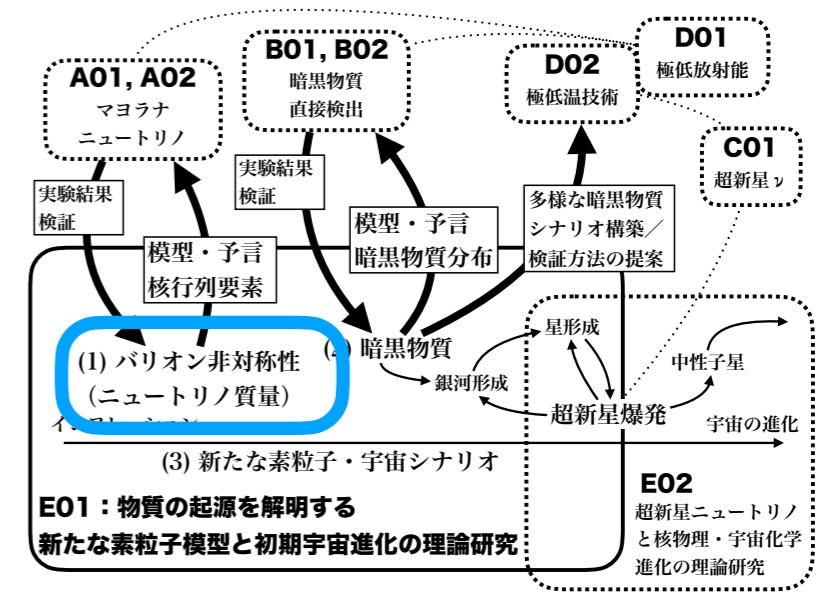 A01, A02
マヨラナ
ニュートリノ
B01, B02
暗黒物質
直接検出
D02
極低温技術
D01
極低放射能
C01
超新星ν
実験結果
検証
実験結果
検証
模型・予言
核行列要素
模型・予言
暗黒物質分布
多様な暗黒物質
シナリオ構築／
検証方法の提案
(1) バリオン非対称性
（ニュートリノ質量）
暗黒物質
銀河形成
星形成
超新星爆発
中性子星
宇宙の進化
(3) 新たな素粒子・宇宙シナリオ
E01：物質の起源を解明する
新たな素粒子模型と初期宇宙進化の理論研究
E02
超新星ニュートリノ
と核物理・宇宙化学
進化の理論研究